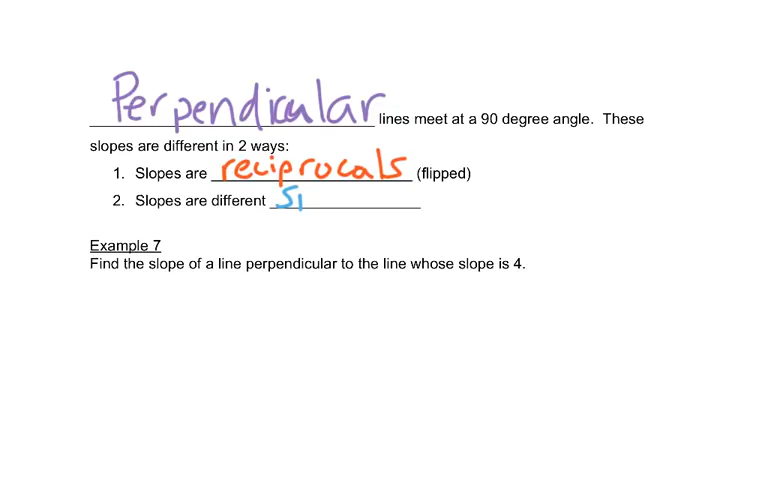 Perpendicular lines meet at a 90 degree angle. These
slopes are different in 2 ways:
1. Slopes are reciprocals (flipped)
2. Slopes are different si
Example 7
Find the slope of a line perpendicular to the line whose slope is 4.